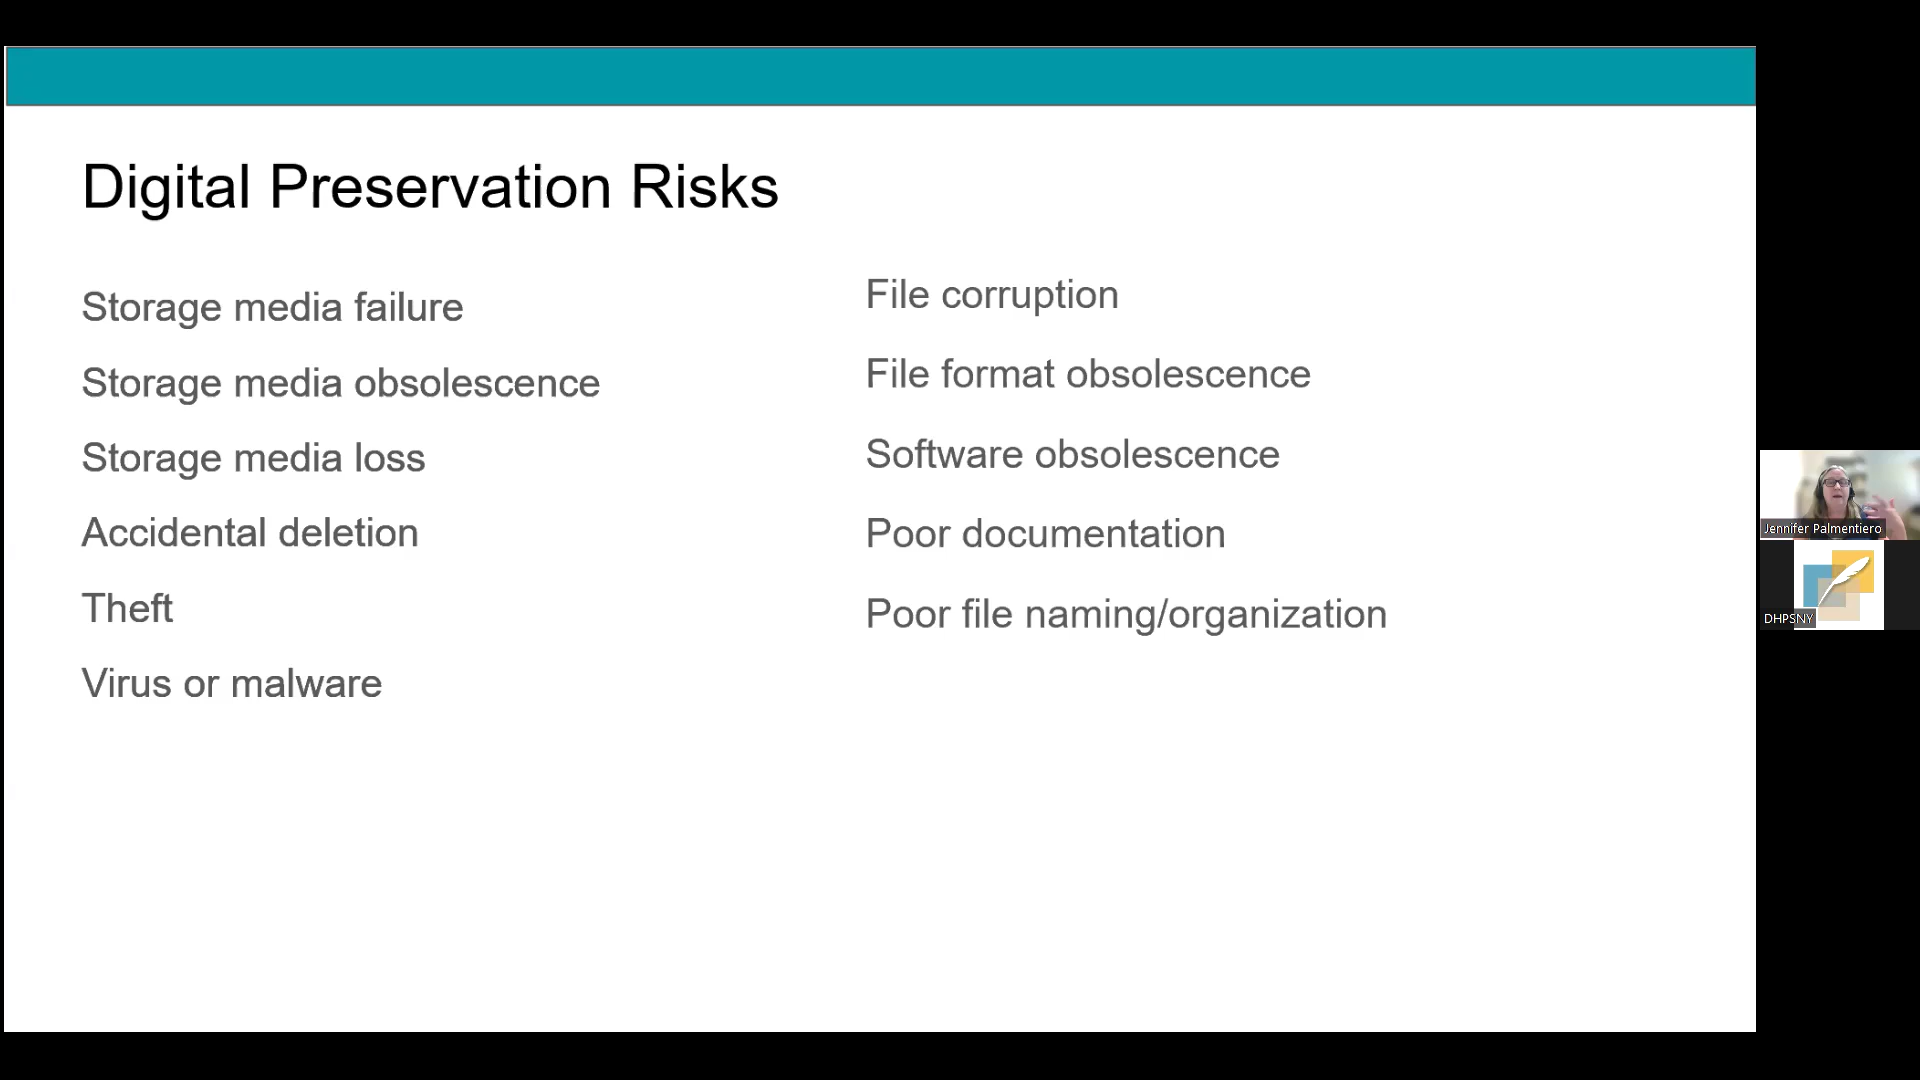 Digital Preservation Risks
Storage media failure
Storage media obsolescence
Storage media loss
Accidental deletion
Theft
Virus or malware
File corruption
File format obsolescence
Software obsolescence
Poor documentation
Poor file naming/organization
Jennifer Palmentiero
DHPSNY